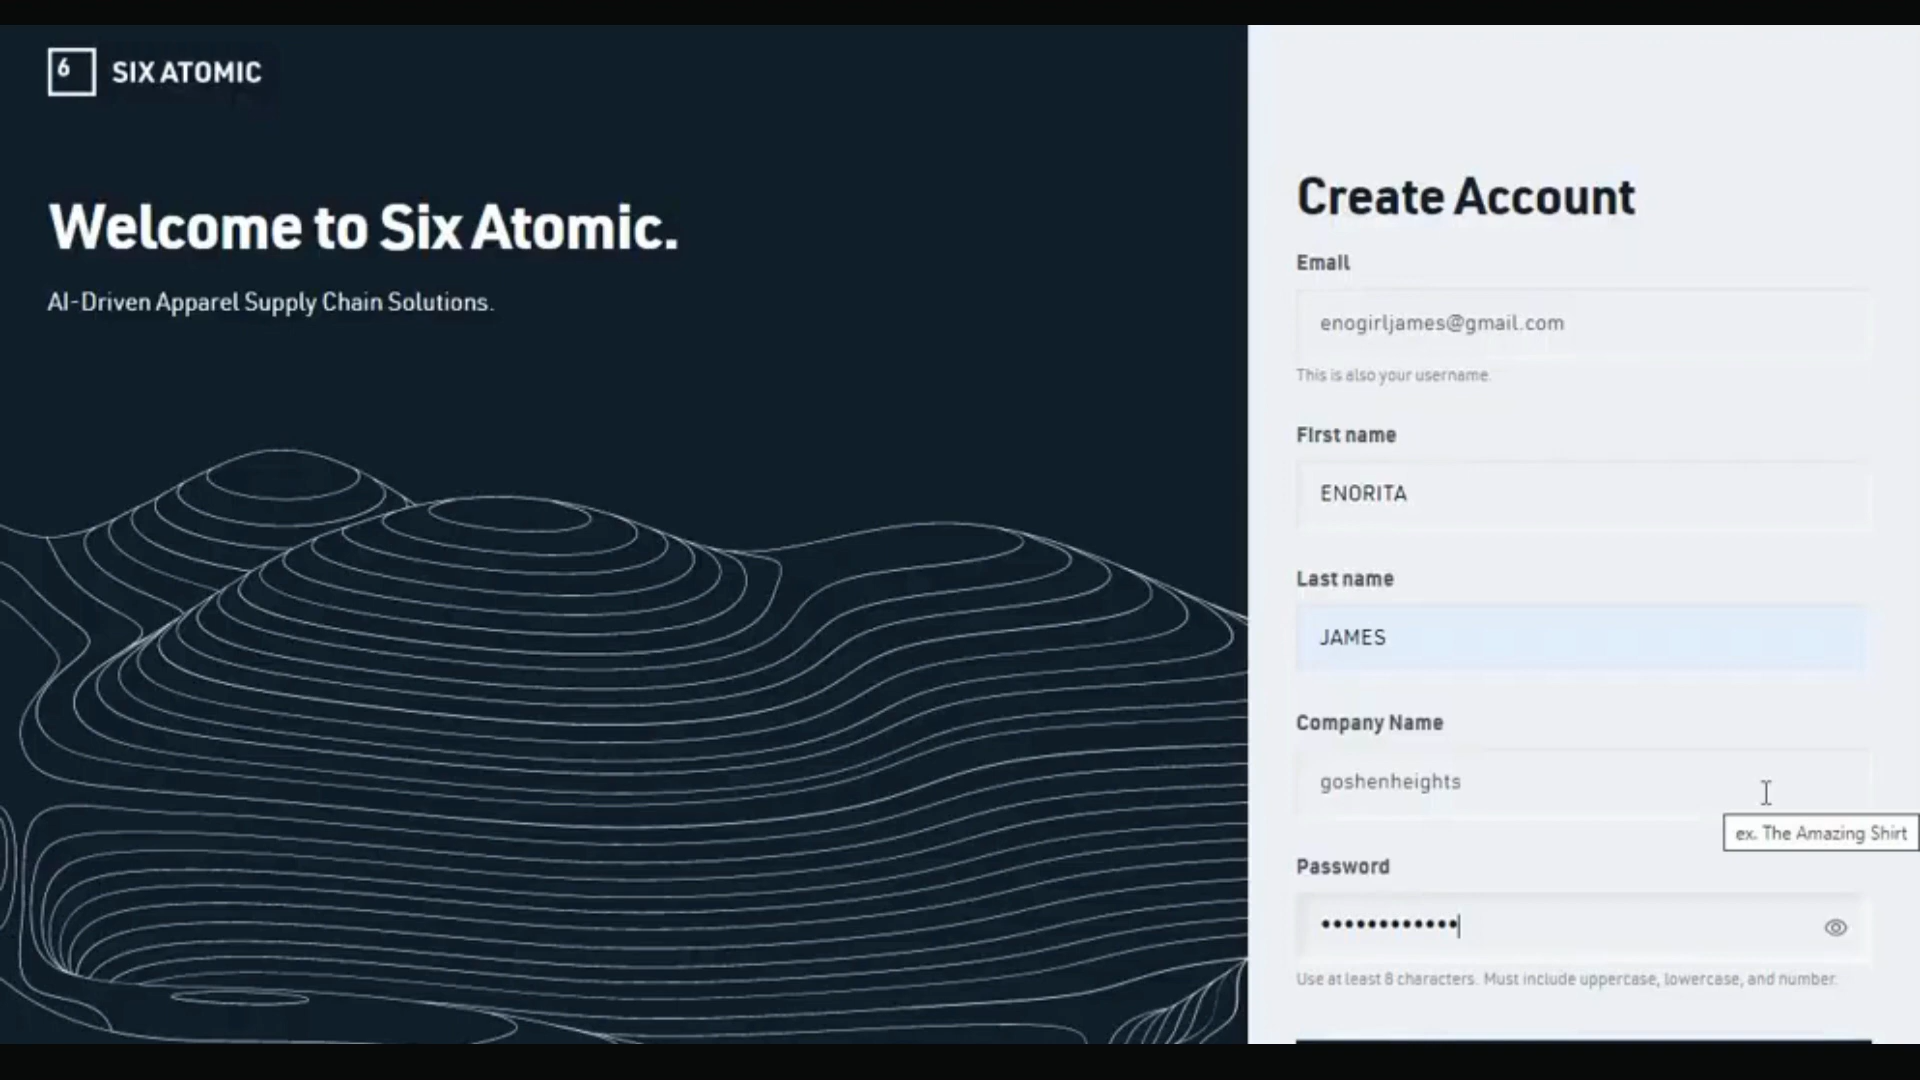 6 SIX ATOMIC
Welcome to Six Atomic.
AI-Driven Apparel Supply Chain Solutions.
Create Account
Email
enogirljames@gmail.com
This is also your username.
First name
ENORITA
Last name
JAMES
Company Name
goshenheights
ex. The Amazing Shirt
Password
••••••••••••
Use at least 8 characters. Must include uppercase, lowercase, and number.